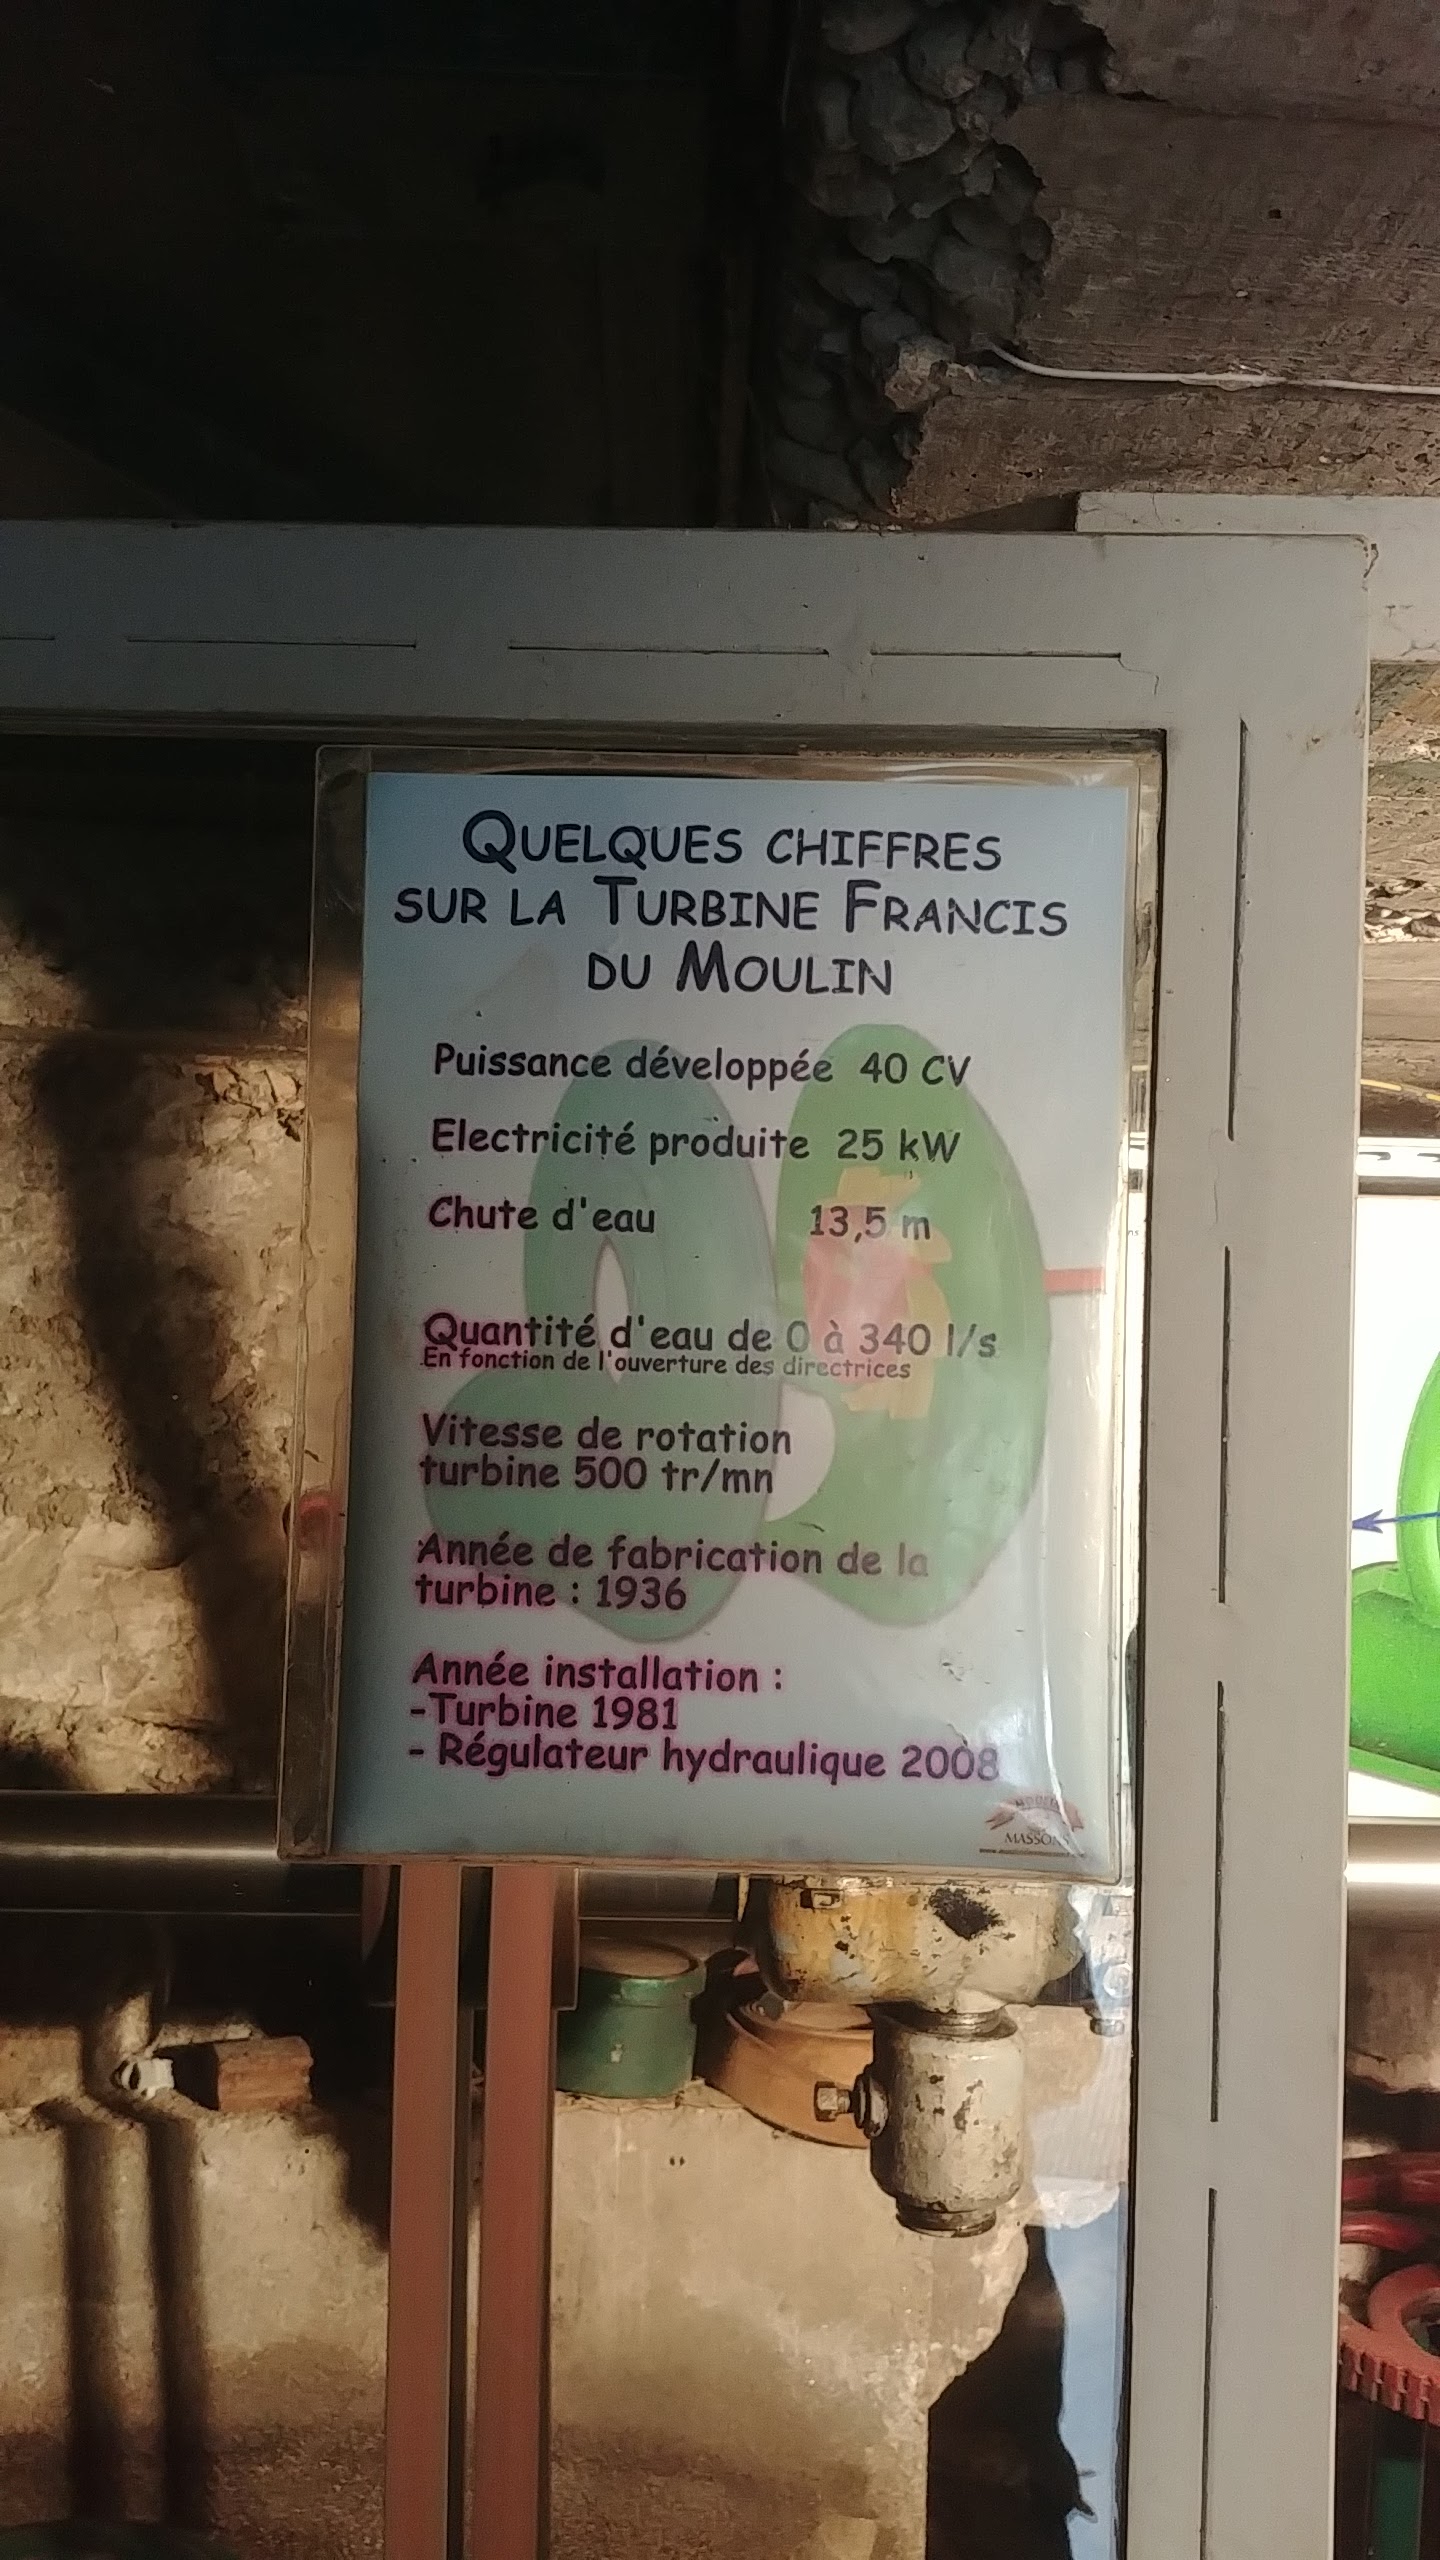 QUELQUES CHIFFRES
SUR LA TURBINE FRANCIS
DU MOULIN
Puissance développée 40 CV
Electricité produite 25 kW
Chute d'eau 13,5 m
Quantité d'eau de 0 à 340 l/s
En fonction de l'ouverture des directrices
Vitesse de rotation
turbine 500 tr/mn
Année de fabrication de la
turbine : 1936
Année installation :
-Turbine 1981
- Régulateur hydraulique 2008
MASSONS